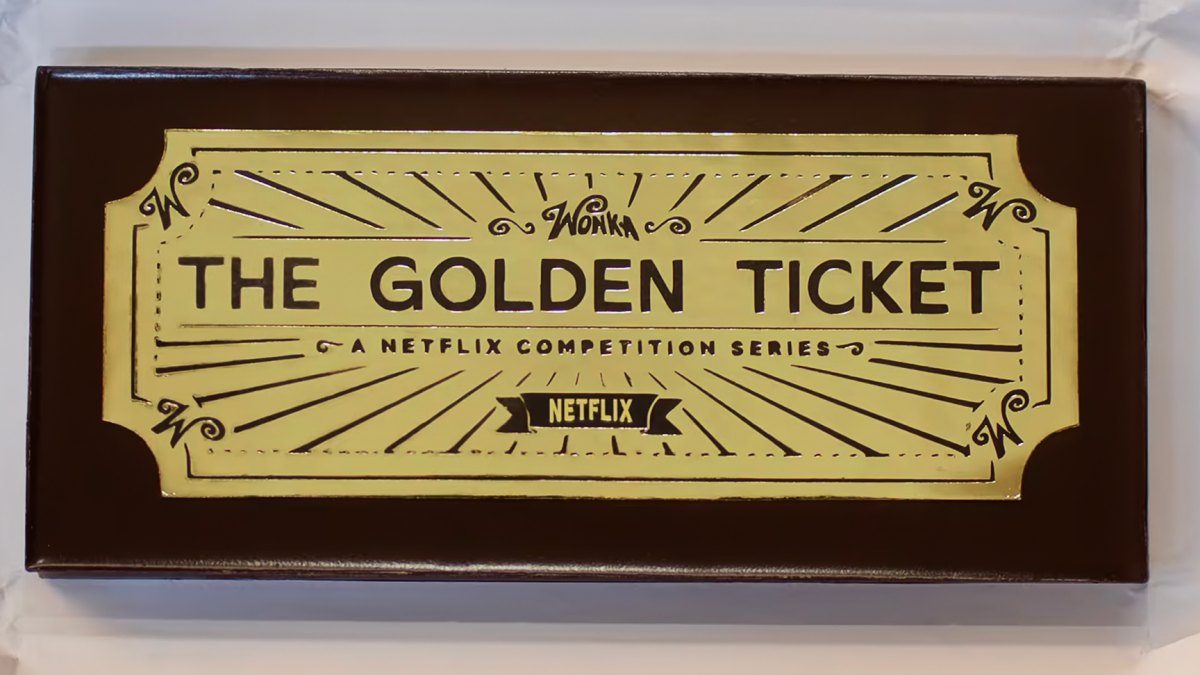 W W
WONKA
THE GOLDEN TICKET
A NETFLIX COMPETITION SERIES
W NETFLIX W